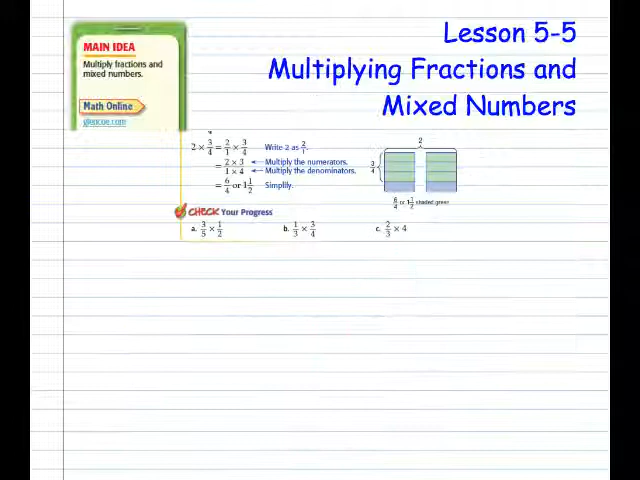 Lesson 5-5
Multiplying Fractions and
Mixed Numbers
MAIN IDEA
Multiply fractions and
mixed numbers.
Math Online
glencoe.com
2 × 3/4 = 2/1 × 3/4 Write 2 as 2/1.
= 2 × 3 / 1 × 4 Multiply the numerators.
Multiply the denominators.
= 6/4 or 1 1/2 Simplify.
2
3/4
6/4 or 1 1/2 shaded green
CHECK Your Progress
a. 3/5 × 1/2 b. 1/3 × 3/4 c. 2/3 × 4